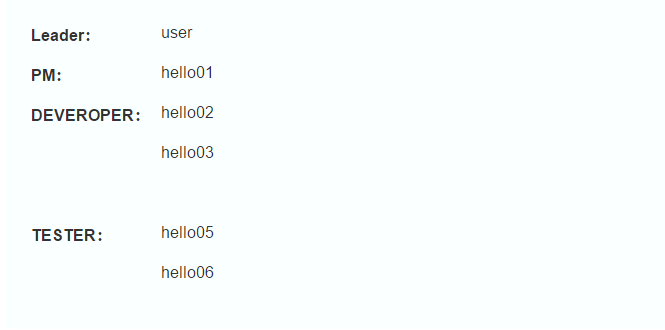 Leader: user
PM: hello01
DEVEROPER: hello02
hello03
TESTER: hello05
hello06